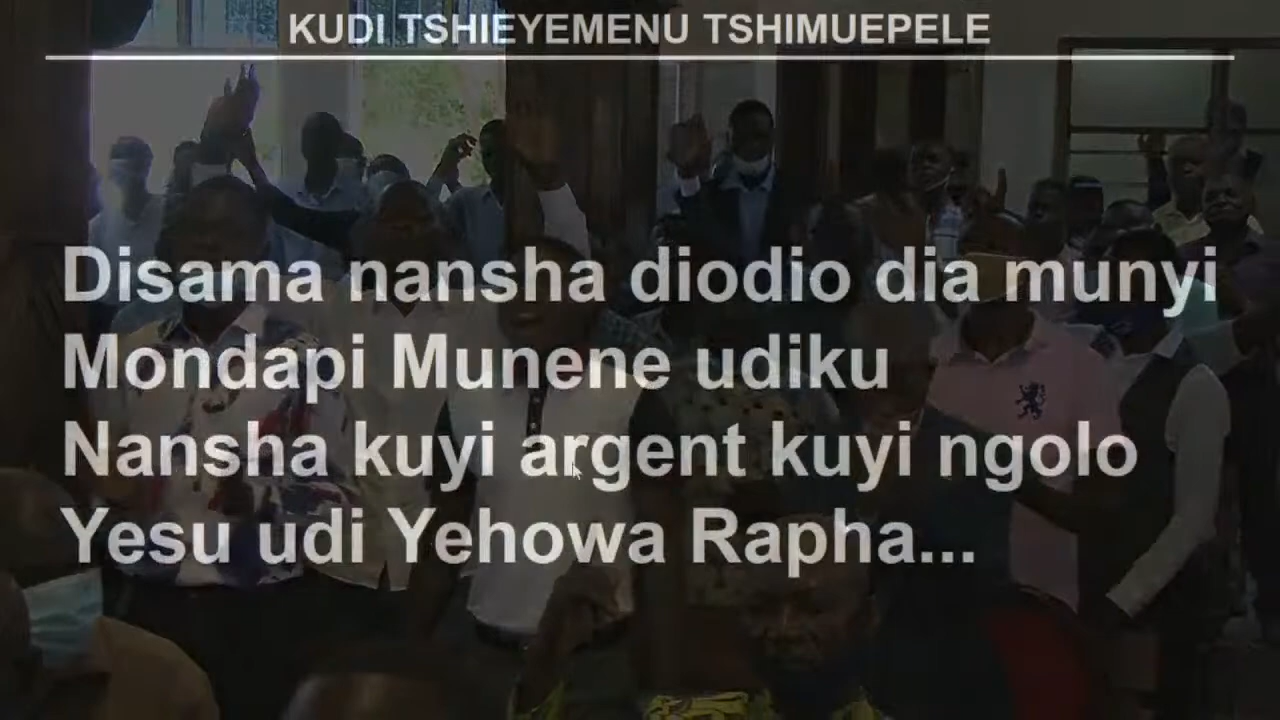 KUDI TSHIEYEMENU TSHIMUEPELE
Disama nansha diodio dia munyi
Mondapi Munene udiku
Nansha kuyi argent kuyi ngolo
Yesu udi Yehowa Rapha...